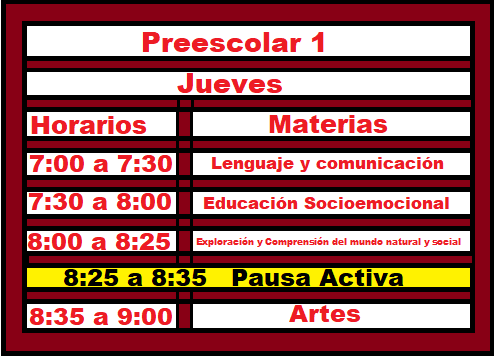 Preescolar 1
Jueves
Horarios Materias
7:00 a 7:30 Lenguaje y comunicación
7:30 a 8:00 Educación Socioemocional
8:00 a 8:25 Exploración y Comprensión del mundo natural y social
8:25 a 8:35 Pausa Activa
8:35 a 9:00 Artes